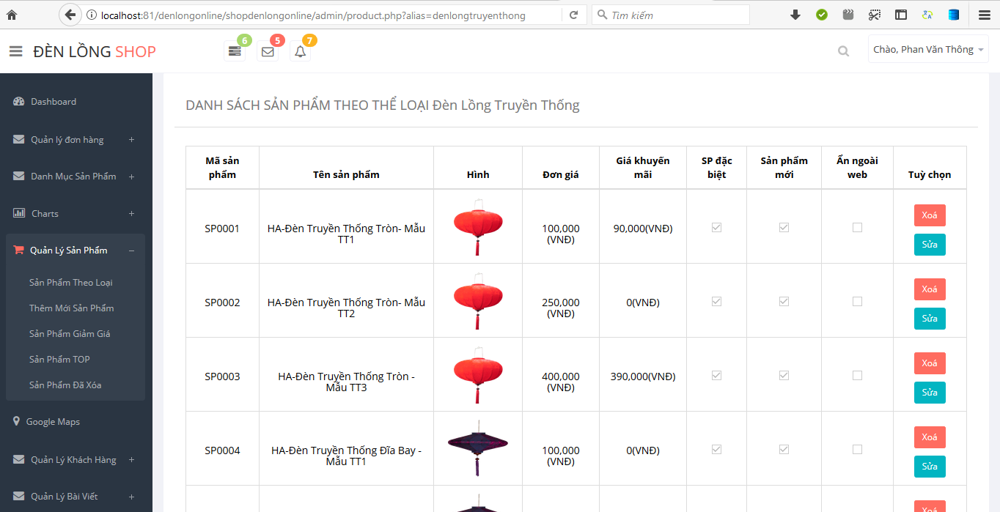 localhost:81/denlongonline/shopdenlongonline/admin/product.php?alias=denlongtruyenthong
Tìm kiếm
ĐÈN LỒNG SHOP
6
5
7
Chào, Phan Văn Thông
Dashboard
Quản lý đơn hàng +
Danh Mục Sản Phẩm +
Charts +
Quản Lý Sản Phẩm –
Sản Phẩm Theo Loại
Thêm Mới Sản Phẩm
Sản Phẩm Giảm Giá
Sản Phẩm TOP
Sản Phẩm Đã Xóa
Google Maps
Quản Lý Khách Hàng +
Quản Lý Bài Viết +
DANH SÁCH SẢN PHẨM THEO THỂ LOẠI Đèn Lồng Truyền Thống
Mã sản
phẩm
Tên sản phẩm
Hình
Đơn giá
Giá khuyến
mãi
SP đặc
biệt
Sản phẩm
mới
Ẩn ngoài
web
Tuỳ chọn
SP0001
HA-Đèn Truyền Thống Tròn- Mẫu
TT1
100,000
(VNĐ)
90,000(VNĐ)
Xoá
Sửa
SP0002
HA-Đèn Truyền Thống Tròn- Mẫu
TT2
250,000
(VNĐ)
0(VNĐ)
Xoá
Sửa
SP0003
HA-Đèn Truyền Thống Tròn -
Mẫu TT3
400,000
(VNĐ)
390,000(VNĐ)
Xoá
Sửa
SP0004
HA-Đèn Truyền Thống Đĩa Bay -
Mẫu TT1
100,000
(VNĐ)
0(VNĐ)
Xoá
Sửa
Xoá